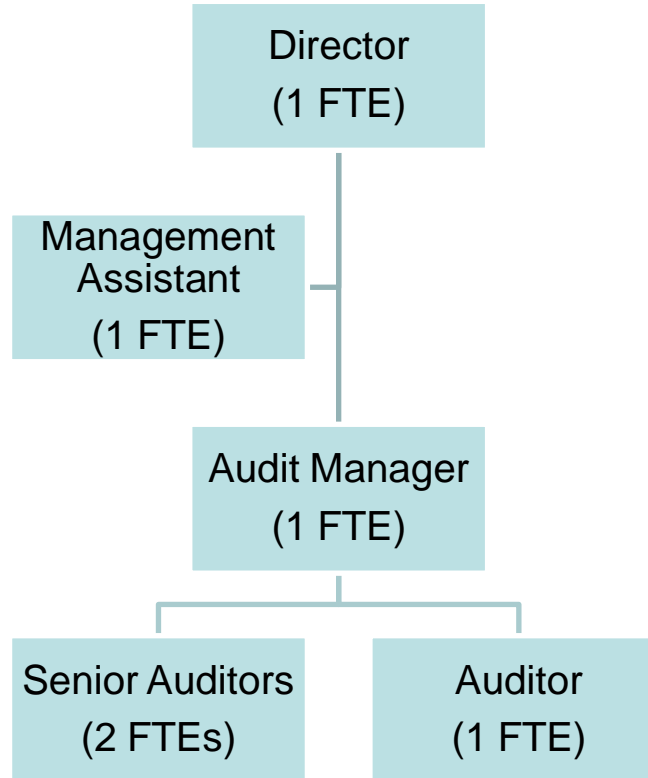 Director
(1 FTE)
Management
Assistant
(1 FTE)
Audit Manager
(1 FTE)
Senior Auditors
(2 FTEs)
Auditor
(1 FTE)